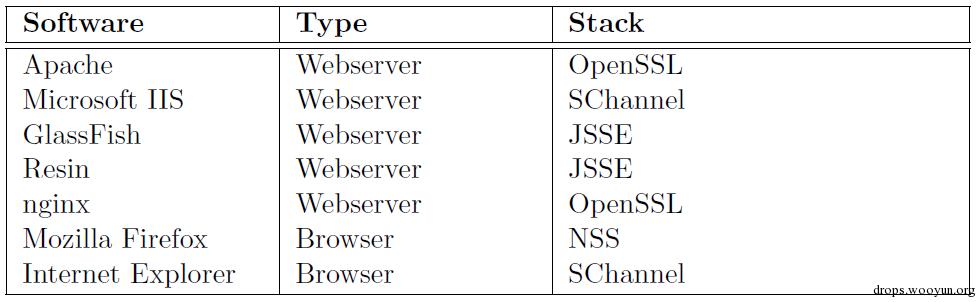 Software Type Stack
Apache Webserver OpenSSL
Microsoft IIS Webserver SChannel
GlassFish Webserver JSSE
Resin Webserver JSSE
nginx Webserver OpenSSL
Mozilla Firefox Browser NSS
Internet Explorer Browser SChannel
drops.wooyun.org